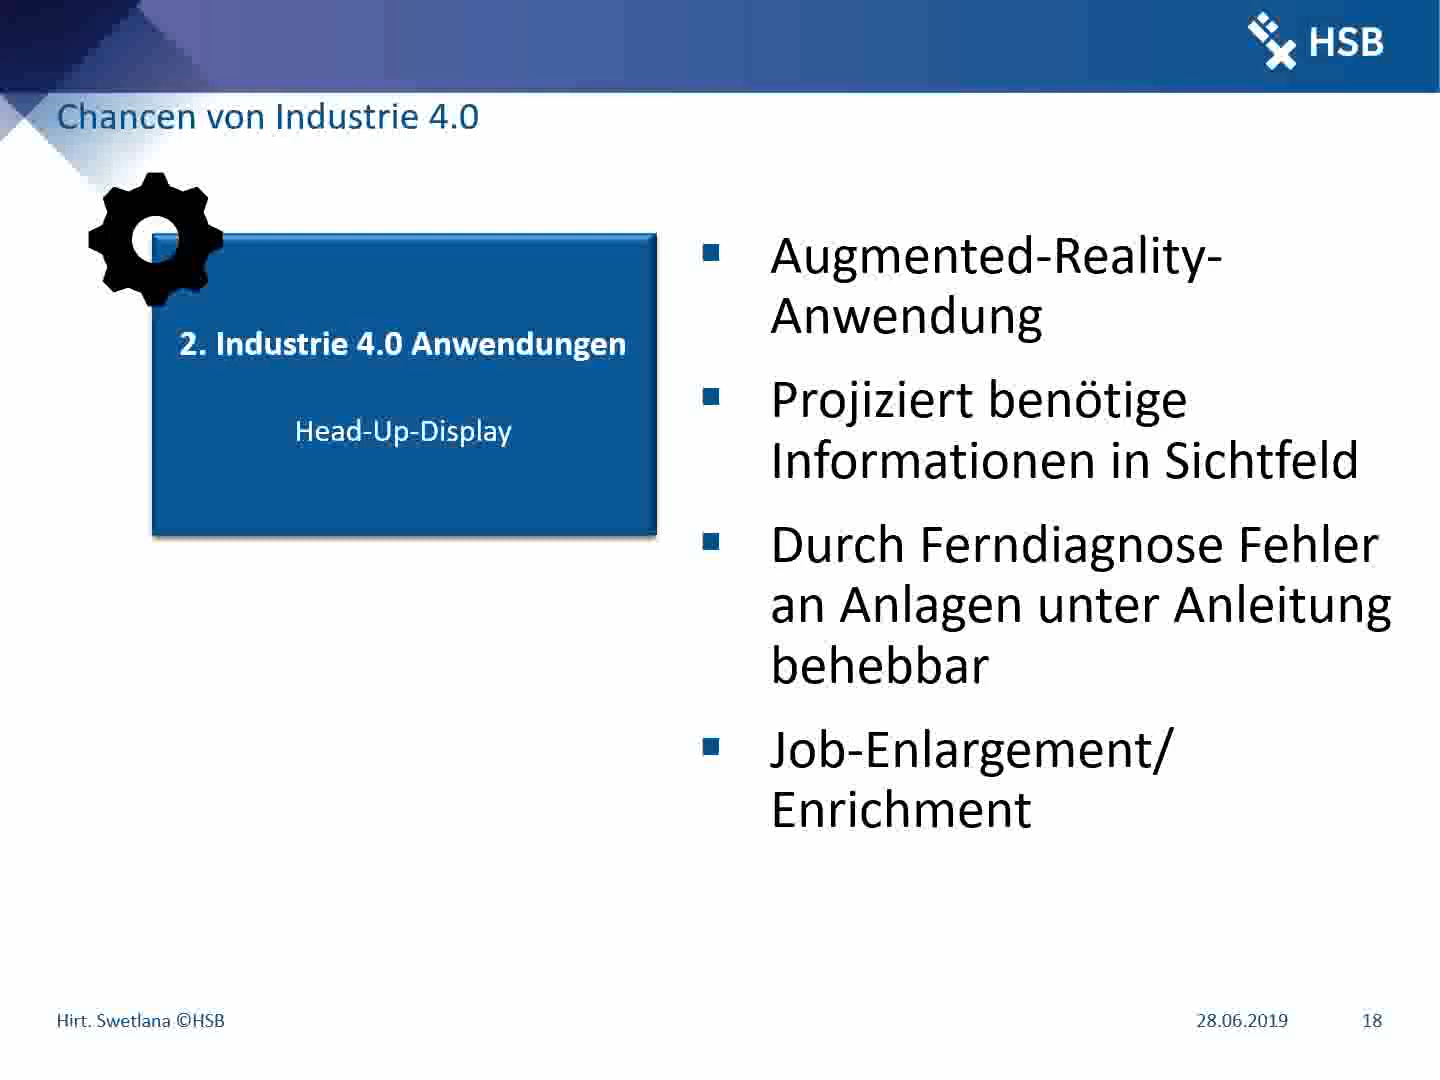 HSB
Chancen von Industrie 4.0
2. Industrie 4.0 Anwendungen
Head-Up-Display
Augmented-Reality-
Anwendung
Projiziert benötige
Informationen in Sichtfeld
Durch Ferndiagnose Fehler
an Anlagen unter Anleitung
behebbar
Job-Enlargement/
Enrichment
Hirt. Swetlana ©HSB
28.06.2019
18